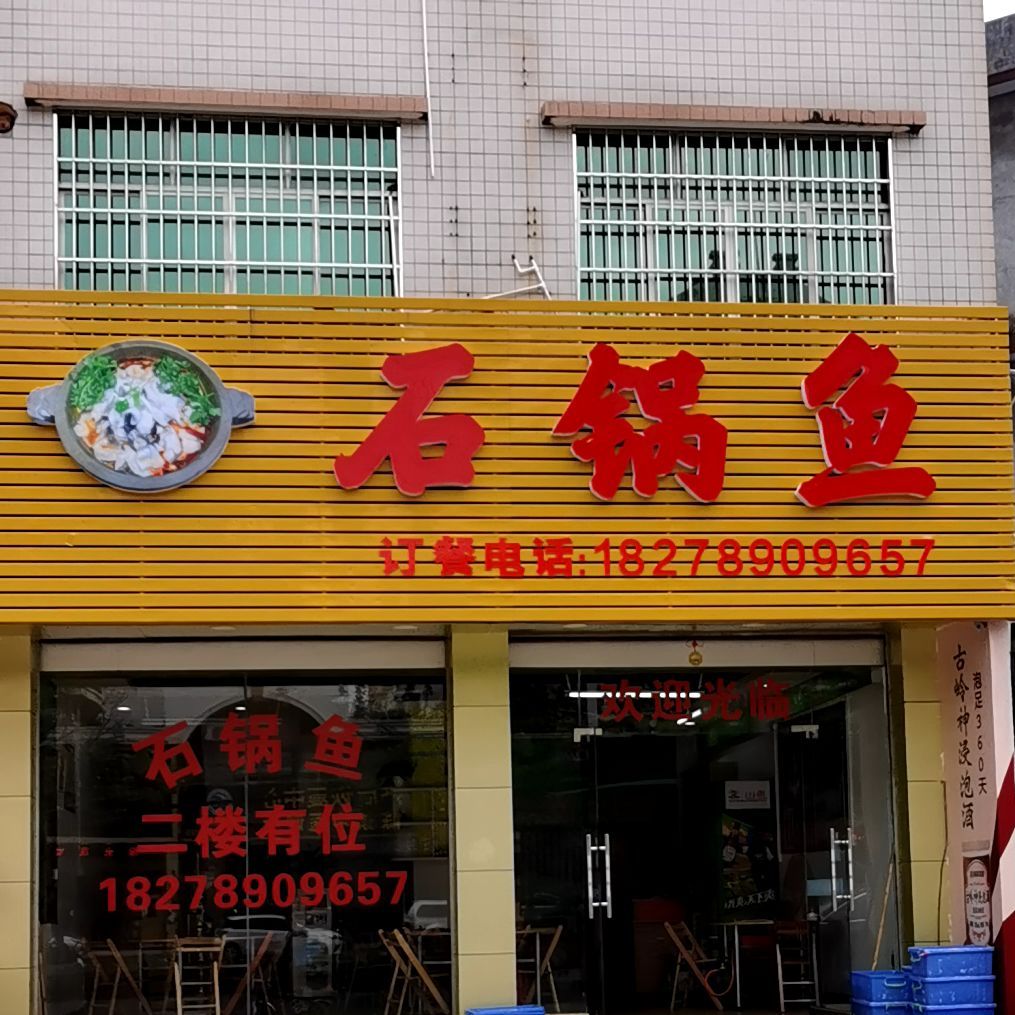 石锅鱼
订餐电话:18278909657
欢迎光临
石锅鱼
二楼有位
18278909657
古岭神浸泡酒
浸足360天